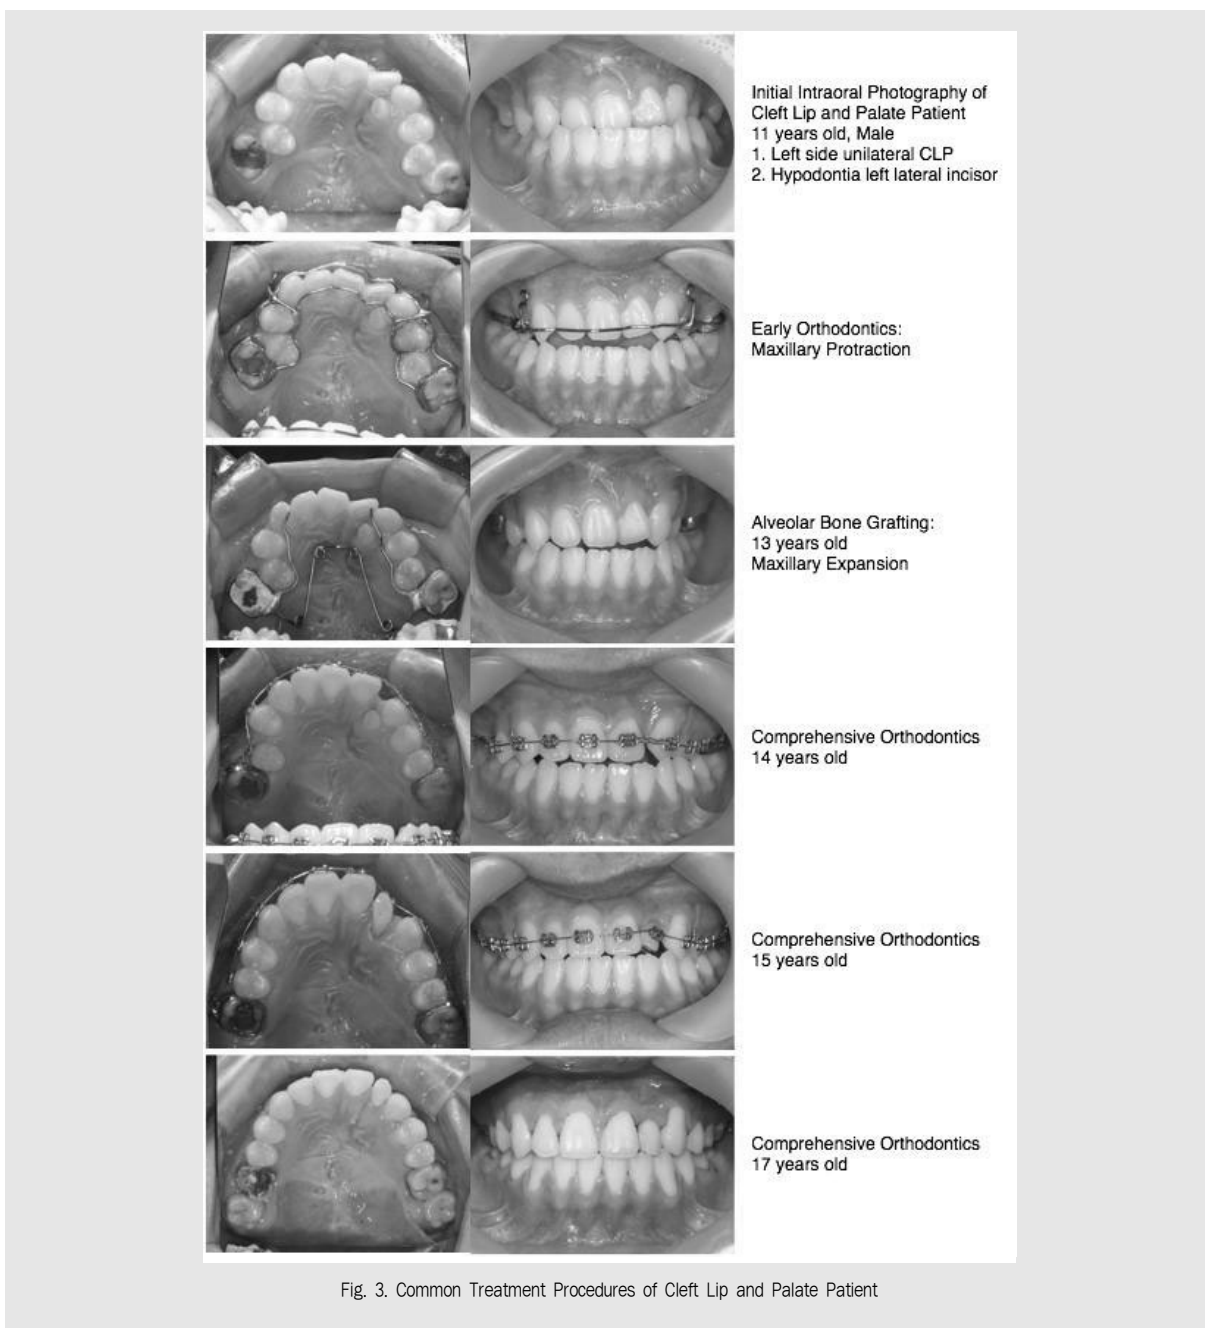 Initial Intraoral Photography of
Cleft Lip and Palate Patient
11 years old, Male
1. Left side unilateral CLP
2. Hypodontia left lateral incisor
Early Orthodontics:
Maxillary Protraction
Alveolar Bone Grafting:
13 years old
Maxillary Expansion
Comprehensive Orthodontics
14 years old
Comprehensive Orthodontics
15 years old
Comprehensive Orthodontics
17 years old
Fig. 3. Common Treatment Procedures of Cleft Lip and Palate Patient